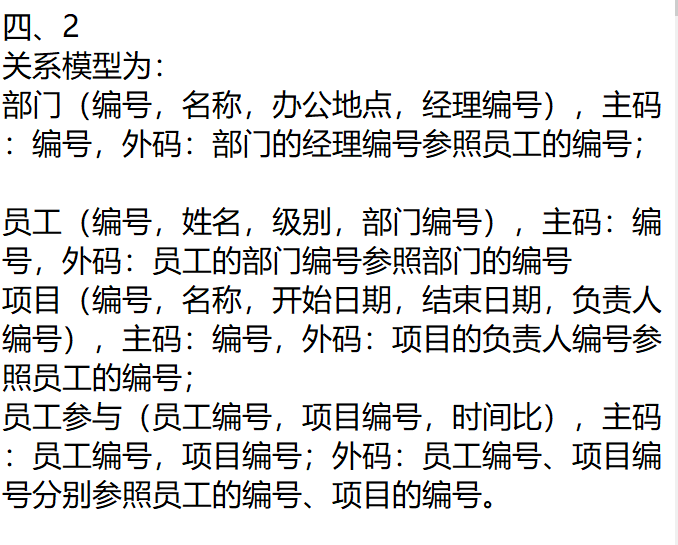 四、2
关系模型为：
部门（编号，名称，办公地点，经理编号），主码
：编号，外码：部门的经理编号参照员工的编号；
员工（编号，姓名，级别，部门编号），主码：编
号，外码：员工的部门编号参照部门的编号
项目（编号，名称，开始日期，结束日期，负责人
编号），主码：编号，外码：项目的负责人编号参
照员工的编号；
员工参与（员工编号，项目编号，时间比），主码
：员工编号，项目编号；外码：员工编号、项目编
号分别参照员工的编号、项目的编号。